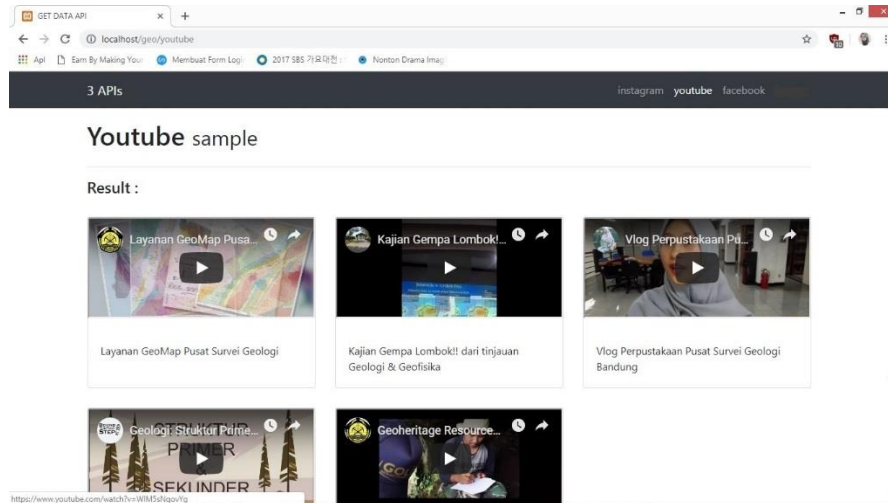 GET DATA API
localhost/geo/youtube
Apl
Earn By Making Your
Membuat Form Logi
2017 SBS 가요대전
Nonton Drama Imag
3 APIs
instagram youtube facebook
Youtube sample
Result :
Layanan GeoMap Pusa...
Kajian Gempa Lombok!...
Vlog Perpustakaan Pu...
Layanan GeoMap Pusat Survei Geologi
Kajian Gempa Lombok!! dari tinjauan
Geologi & Geofisika
Vlog Perpustakaan Pusat Survei Geologi
Bandung
Geologi: Struktur Prime...
Geoheritage Resource...
STRUKTUR
PRIMER
&
SEKUNDER
https://www.youtube.com/watch?v=WIM5sNqovYg